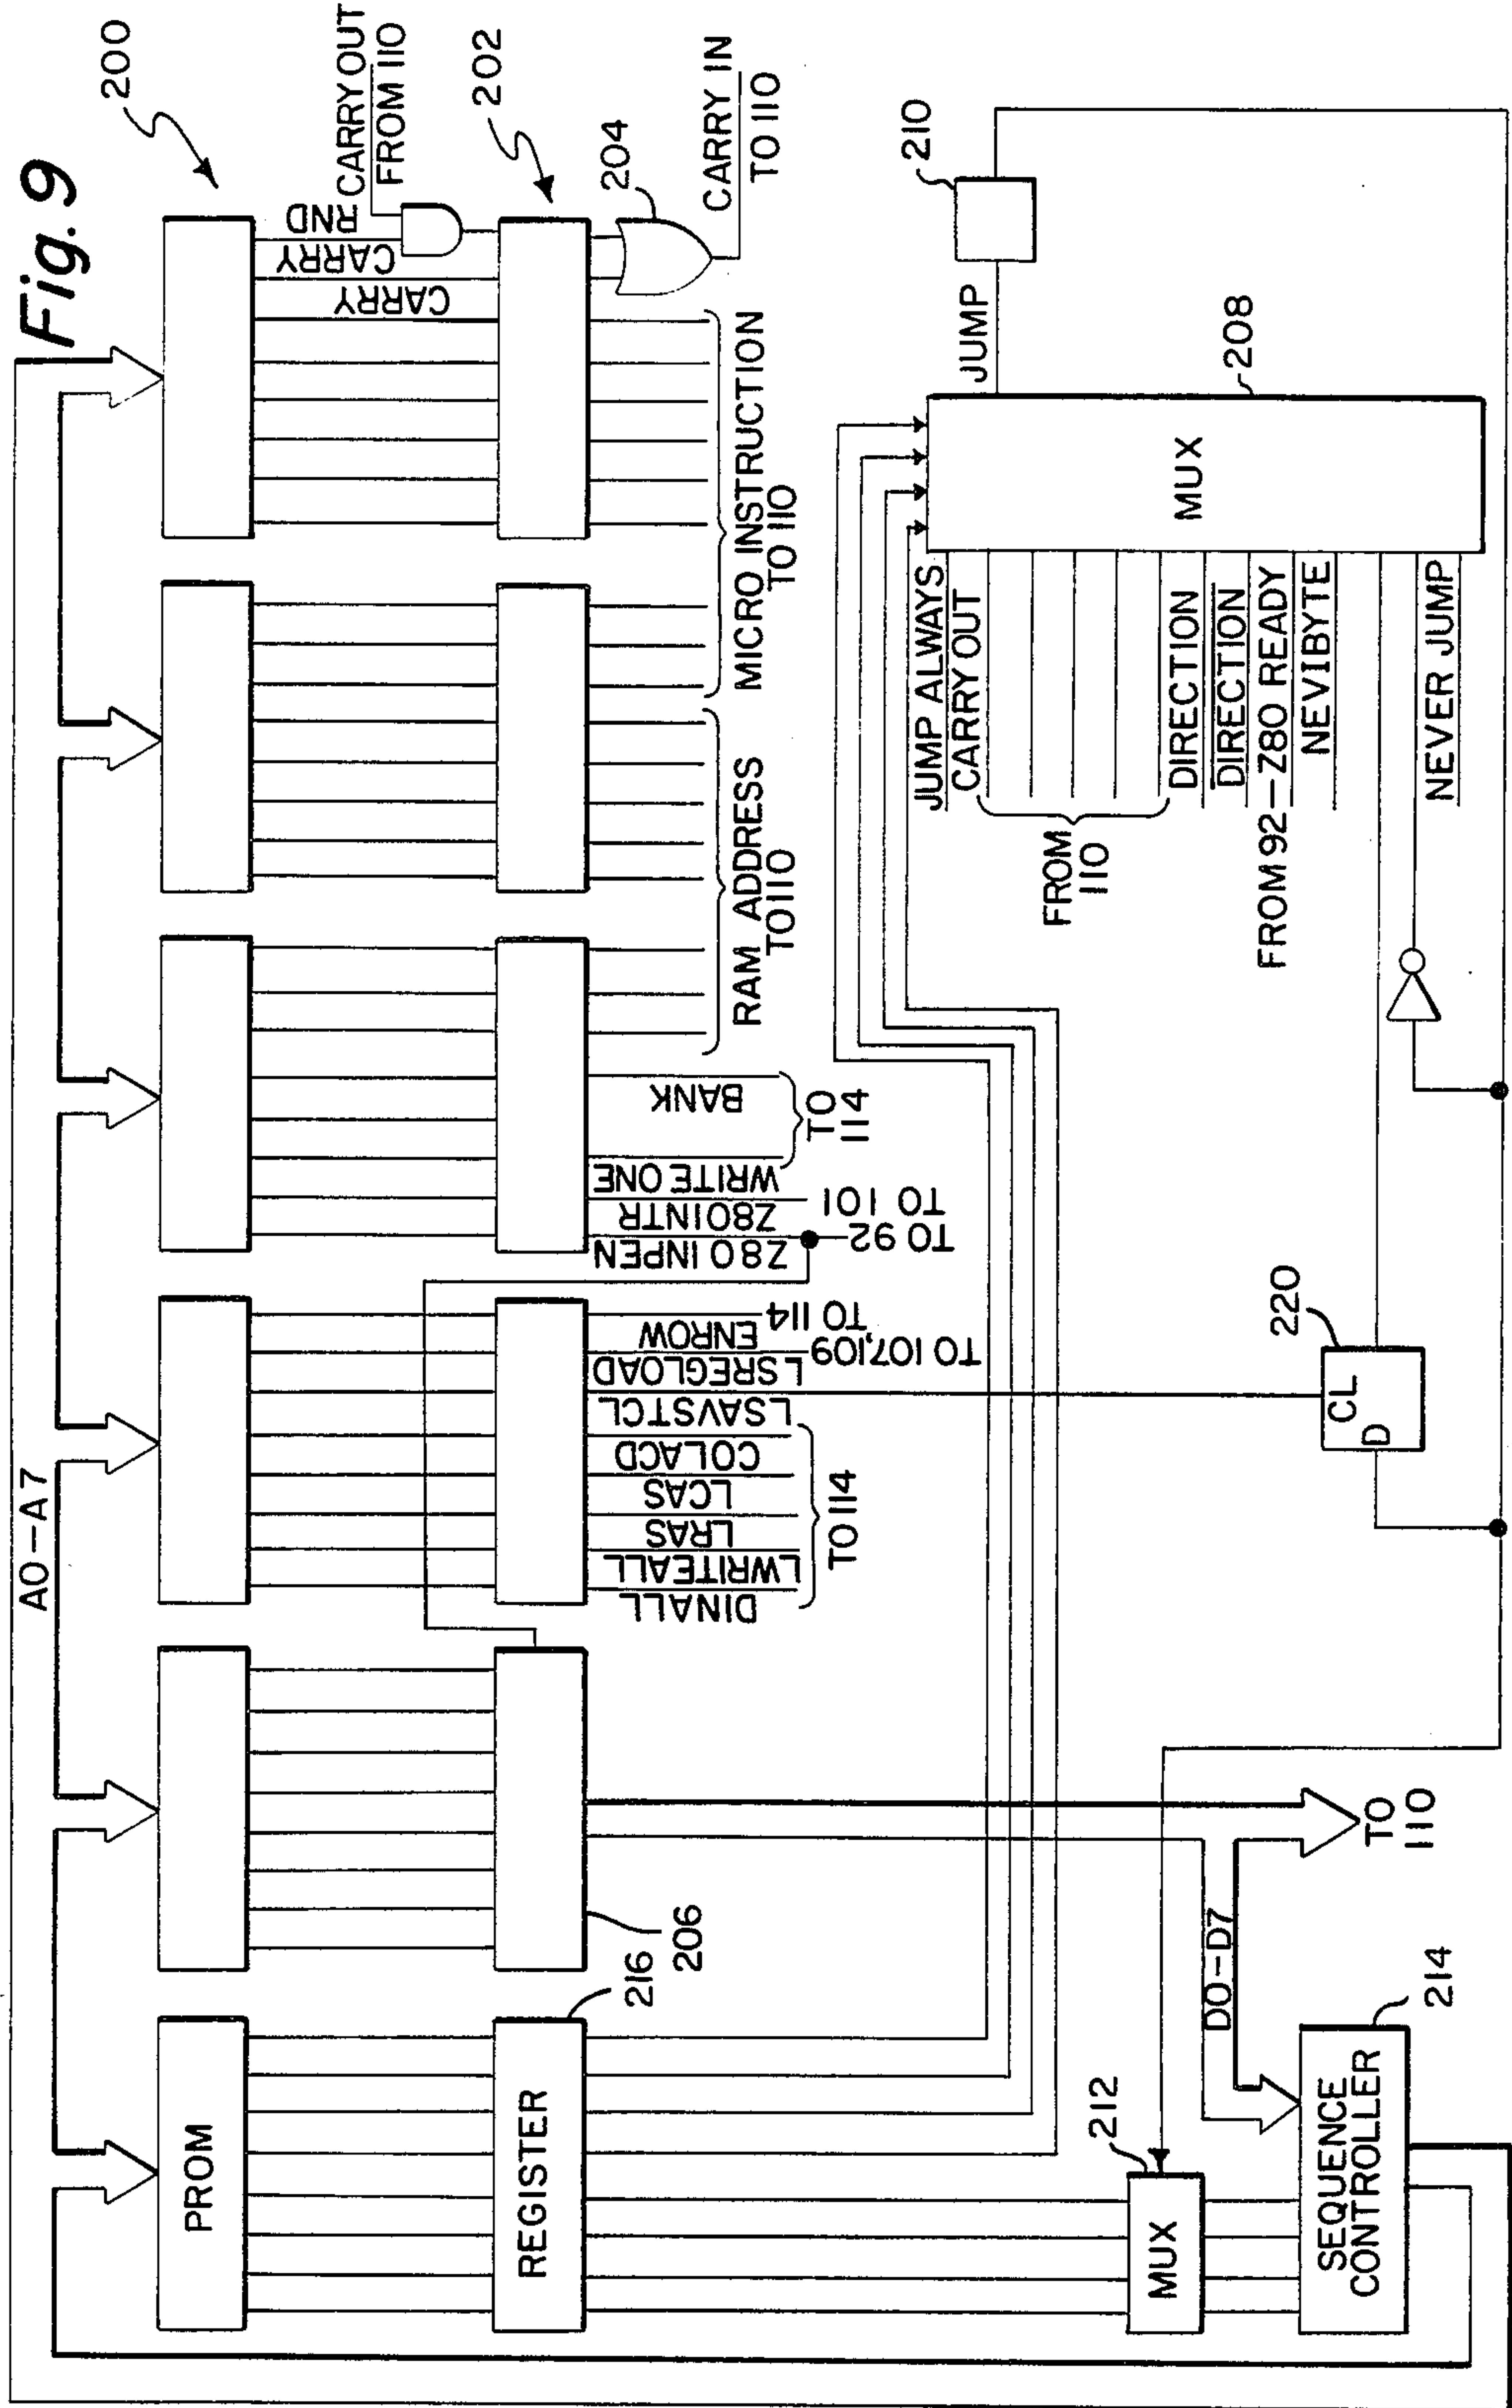 Fig. 9
200
A0-A7
CARRY OUT
FROM 110
RND
CARRY
CARRY
202
204
CARRY IN
TO 110
MICRO INSTRUCTION
TO 110
RAM ADDRESS
TO 110
BANK
TO
114
WRITE ONE
Z80INTR
TO 101
Z80 INPEN
TO 92
TO 114
ENROW
TO 107,109
LSREGLOAD
LSAVSTCL
COLACD
LCAS
LRAS
LWRITEALL
DINALL
TO 114
PROM
REGISTER
216
206
210
JUMP
208
MUX
JUMP ALWAYS
CARRY OUT
FROM
110
DIRECTION
DIRECTION
FROM 92-Z80 READY
NEVIBYTE
NEVER JUMP
220
CL
D
TO
110
D0-D7
212
MUX
214
SEQUENCE
CONTROLLER